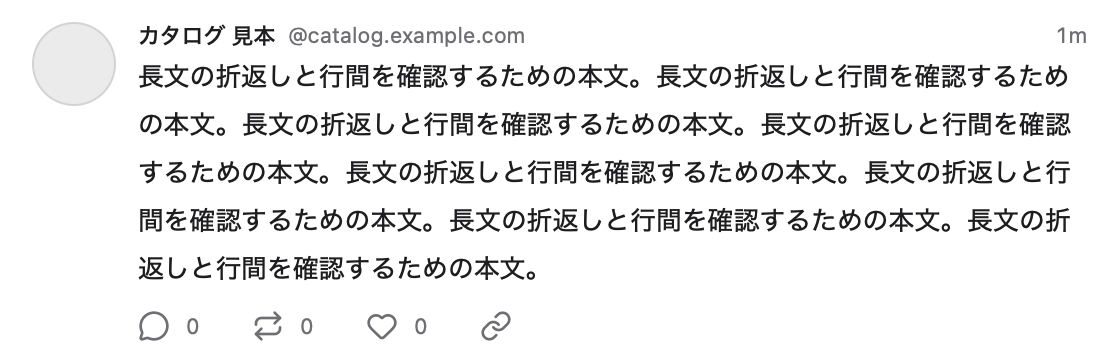 カタログ 見本 @catalog.example.com 1m
長文の折返しと行間を確認するための本文。長文の折返しと行間を確認するため
の本文。長文の折返しと行間を確認するための本文。長文の折返しと行間を確認
するための本文。長文の折返しと行間を確認するための本文。長文の折返しと行
間を確認するための本文。長文の折返しと行間を確認するための本文。長文の折
返しと行間を確認するための本文。
0 0 0